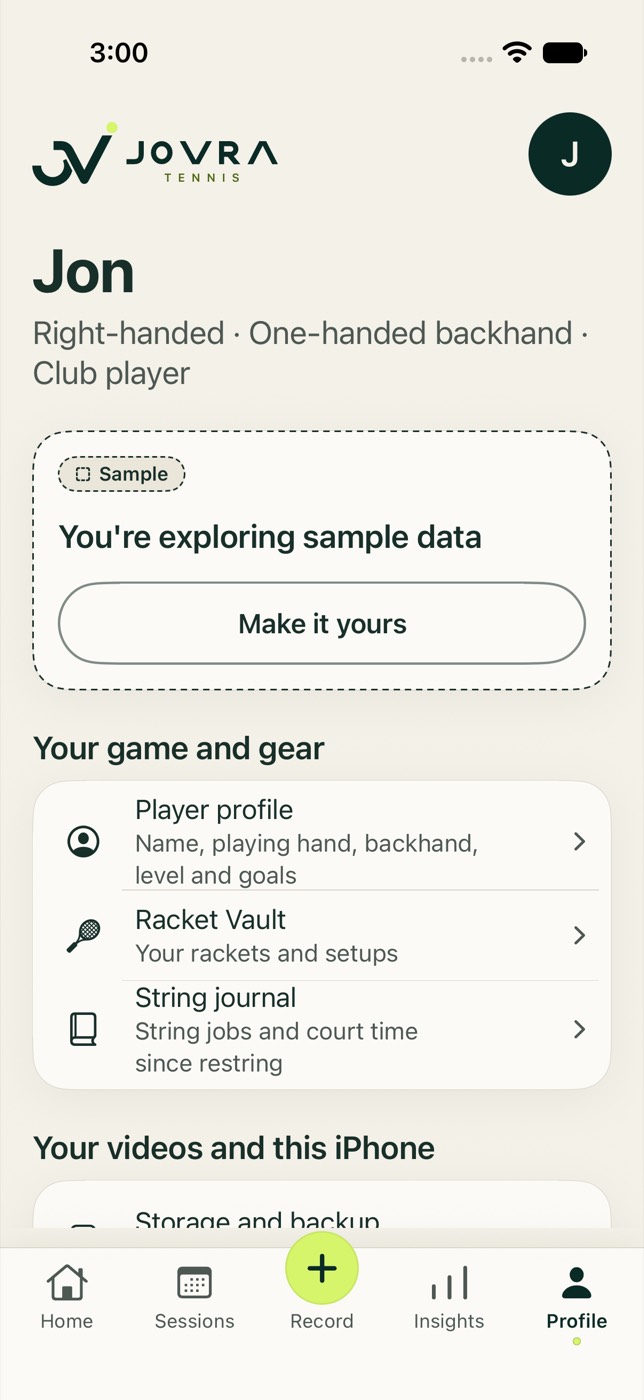 3:00
JOVRA
TENNIS
J
Jon
Right-handed · One-handed backhand ·
Club player
Sample
You're exploring sample data
Make it yours
Your game and gear
Player profile
Name, playing hand, backhand,
level and goals
Racket Vault
Your rackets and setups
String journal
String jobs and court time
since restring
Your videos and this iPhone
Storage and backup
Home
Sessions
Record
Insights
Profile